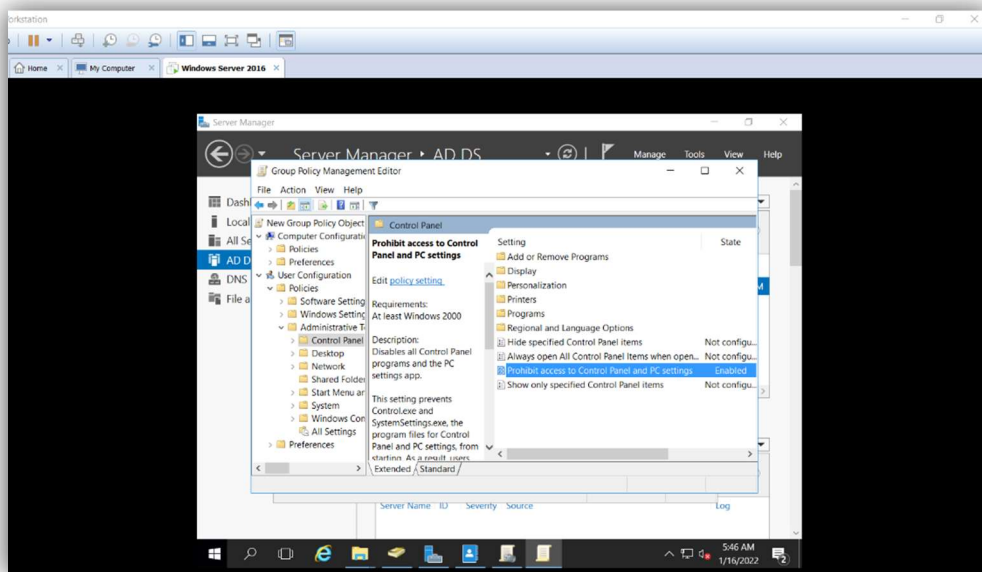 orkstation
Home
My Computer
Windows Server 2016
Server Manager
Server Manager • AD DS
Manage Tools View Help
Group Policy Management Editor
File Action View Help
Dash
Local
All Se
AD D
DNS
File a
New Group Policy Object
Computer Configuratio
Policies
Preferences
User Configuration
Policies
Software Setting
Windows Setting
Administrative T
Control Panel
Desktop
Network
Shared Folder
Start Menu ar
System
Windows Con
All Settings
Preferences
Control Panel
Prohibit access to Control
Panel and PC settings
Edit policy setting
Requirements:
At least Windows 2000
Description:
Disables all Control Panel
programs and the PC
settings app.
This setting prevents
Control.exe and
SystemSettings.exe, the
program files for Control
Panel and PC settings, from
starting. As a result, users
Setting State
Add or Remove Programs
Display
Personalization
Printers
Programs
Regional and Language Options
Hide specified Control Panel items Not configu...
Always open All Control Panel Items when open... Not configu...
Prohibit access to Control Panel and PC settings Enabled
Show only specified Control Panel items Not configu...
Extended Standard
M
Server Name ID Severity Source Log
5:46 AM
1/16/2022
2